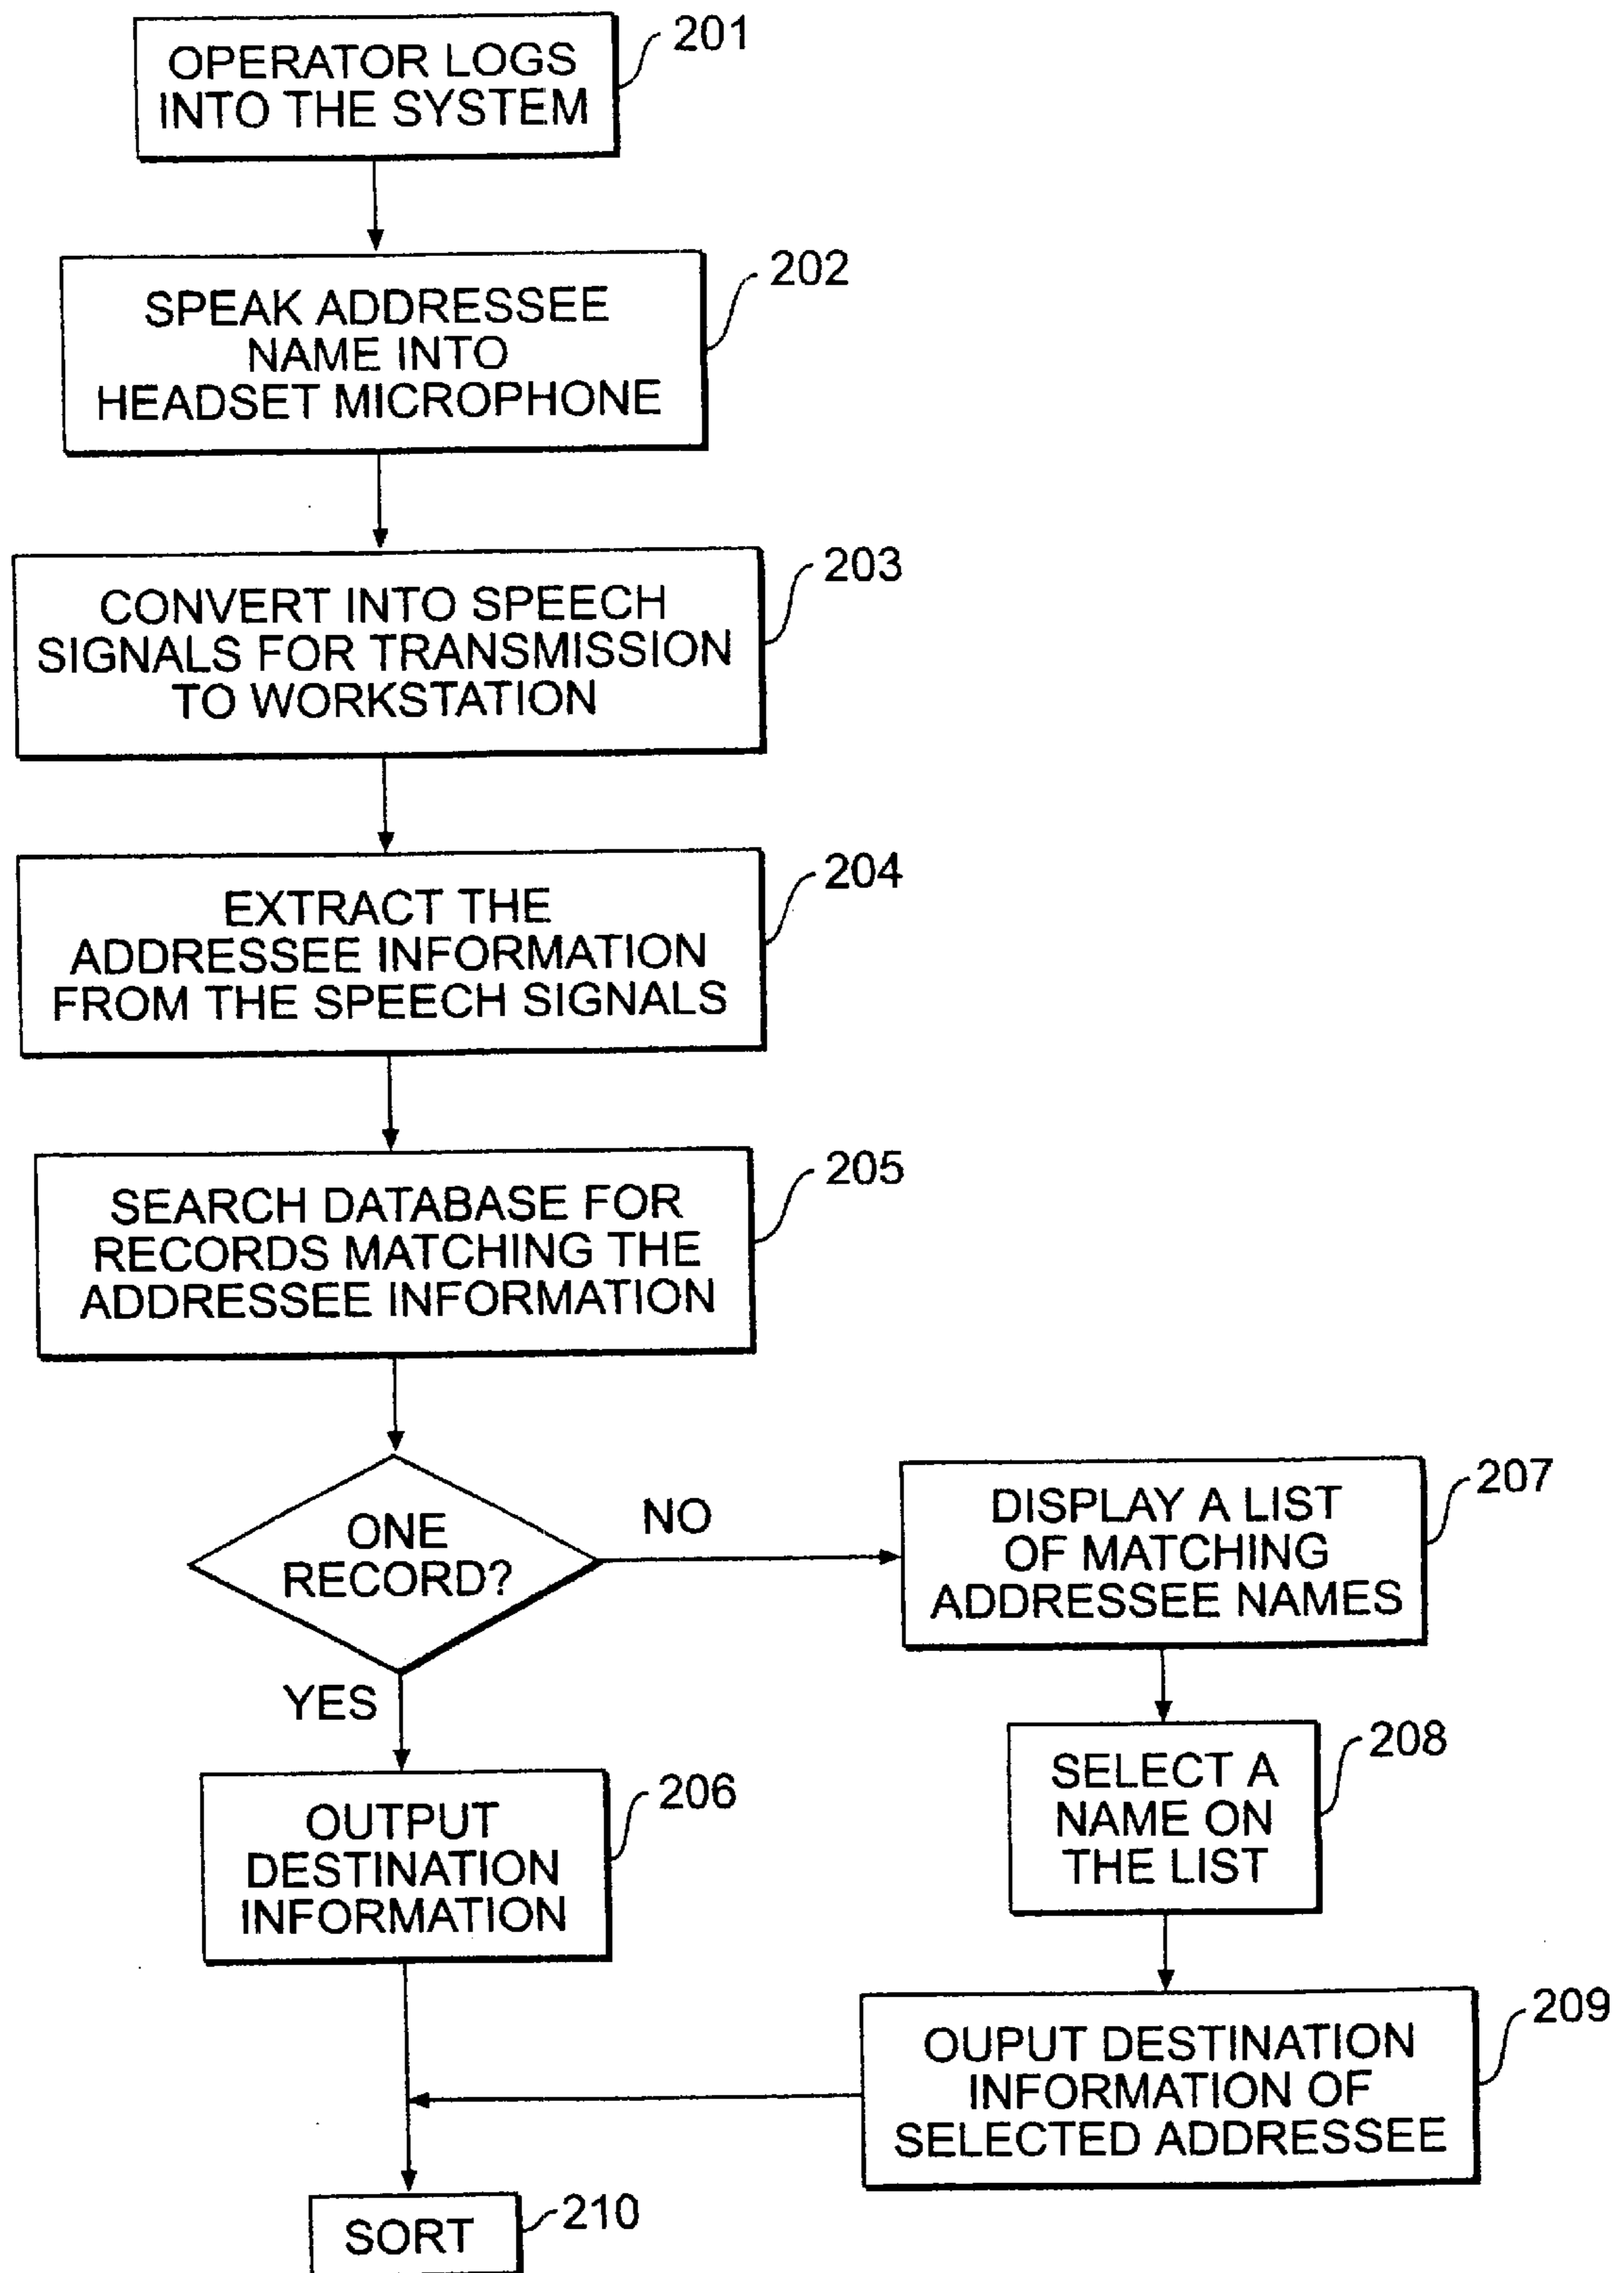 OPERATOR LOGS
INTO THE SYSTEM
201
SPEAK ADDRESSEE
NAME INTO
HEADSET MICROPHONE
202
CONVERT INTO SPEECH
SIGNALS FOR TRANSMISSION
TO WORKSTATION
203
EXTRACT THE
ADDRESSEE INFORMATION
FROM THE SPEECH SIGNALS
204
SEARCH DATABASE FOR
RECORDS MATCHING THE
ADDRESSEE INFORMATION
205
ONE
RECORD?
NO
YES
DISPLAY A LIST
OF MATCHING
ADDRESSEE NAMES
207
SELECT A
NAME ON
THE LIST
208
OUTPUT
DESTINATION
INFORMATION
206
OUPUT DESTINATION
INFORMATION OF
SELECTED ADDRESSEE
209
SORT
210